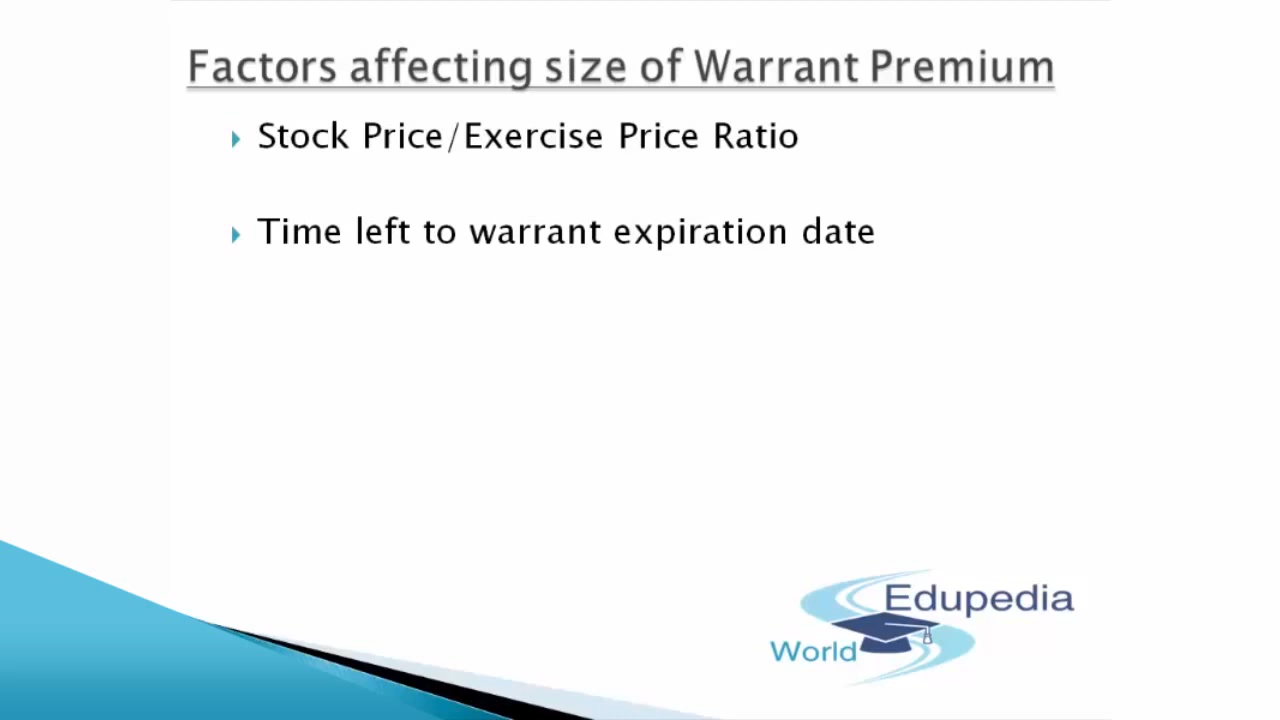 Factors affecting size of Warrant Premium
Stock Price/Exercise Price Ratio
Time left to warrant expiration date
Edupedia
World